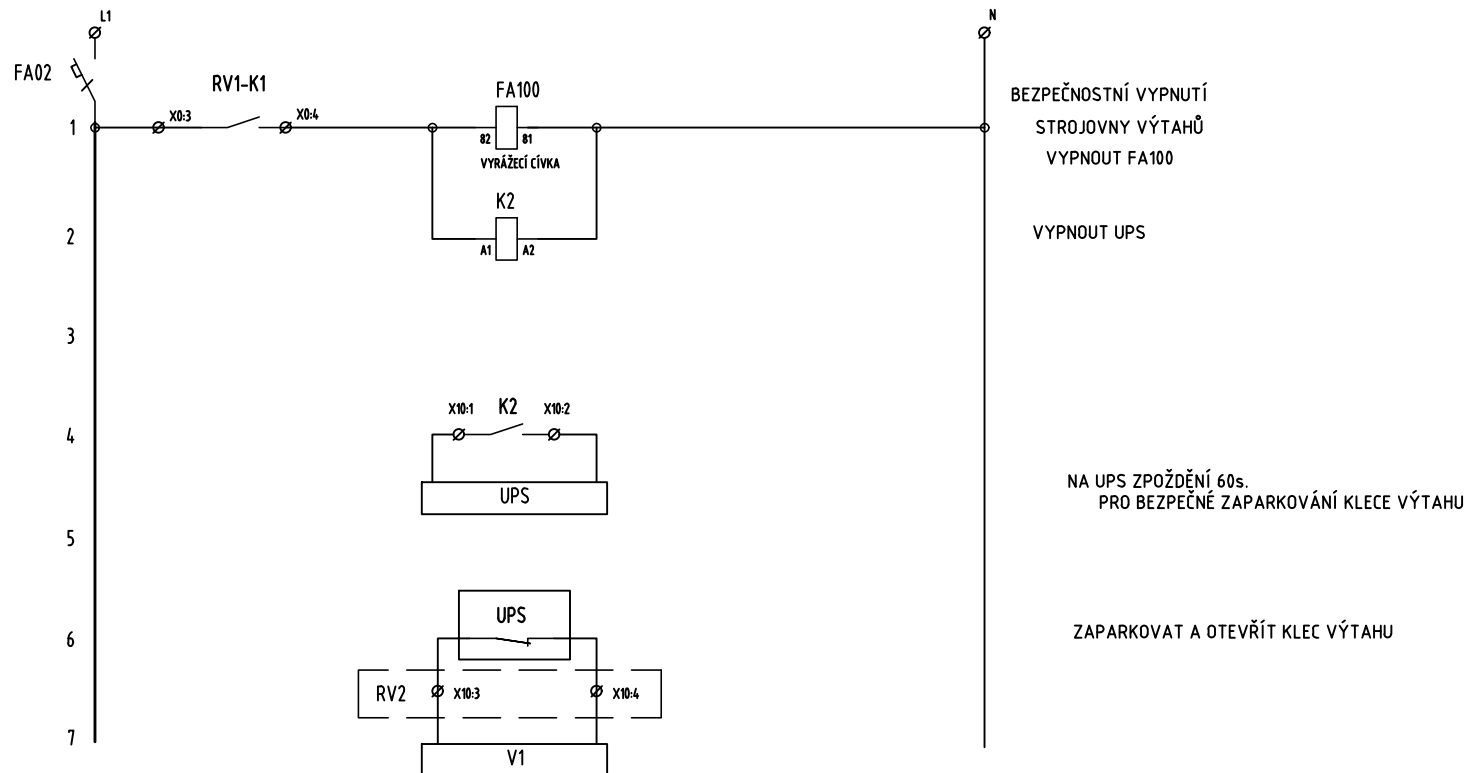 L1
N
FA02
RV1-K1
FA100
BEZPEČNOSTNÍ VYPNUTÍ
1
X0:3
X0:4
STROJOVNY VÝTAHŮ
82
81
VYRÁŽECÍ CÍVKA
VYPNOUT FA100
K2
2
A1
A2
VYPNOUT UPS
3
X10:1
K2
X10:2
4
NA UPS ZPOŽDĚNÍ 60s.
UPS
PRO BEZPEČNÉ ZAPARKOVÁNÍ KLECE VÝTAHU
5
UPS
6
ZAPARKOVAT A OTEVŘÍT KLEC VÝTAHU
RV2
X10:3
X10:4
7
V1